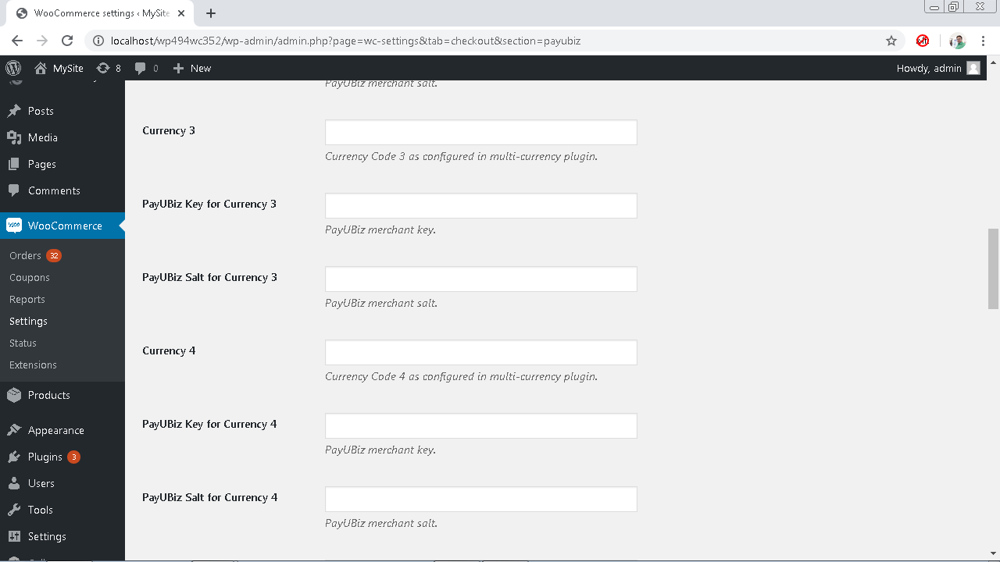 WooCommerce settings ‹ MySite
localhost/wp494wc352/wp-admin/admin.php?page=wc-settings&tab=checkout&section=payubiz
MySite 8 0 New Howdy, admin
Posts
Media
Pages
Comments
WooCommerce
Orders 32
Coupons
Reports
Settings
Status
Extensions
Products
Appearance
Plugins 3
Users
Tools
Settings
PayUBiz merchant salt.
Currency 3
Currency Code 3 as configured in multi-currency plugin.
PayUBiz Key for Currency 3
PayUBiz merchant key.
PayUBiz Salt for Currency 3
PayUBiz merchant salt.
Currency 4
Currency Code 4 as configured in multi-currency plugin.
PayUBiz Key for Currency 4
PayUBiz merchant key.
PayUBiz Salt for Currency 4
PayUBiz merchant salt.